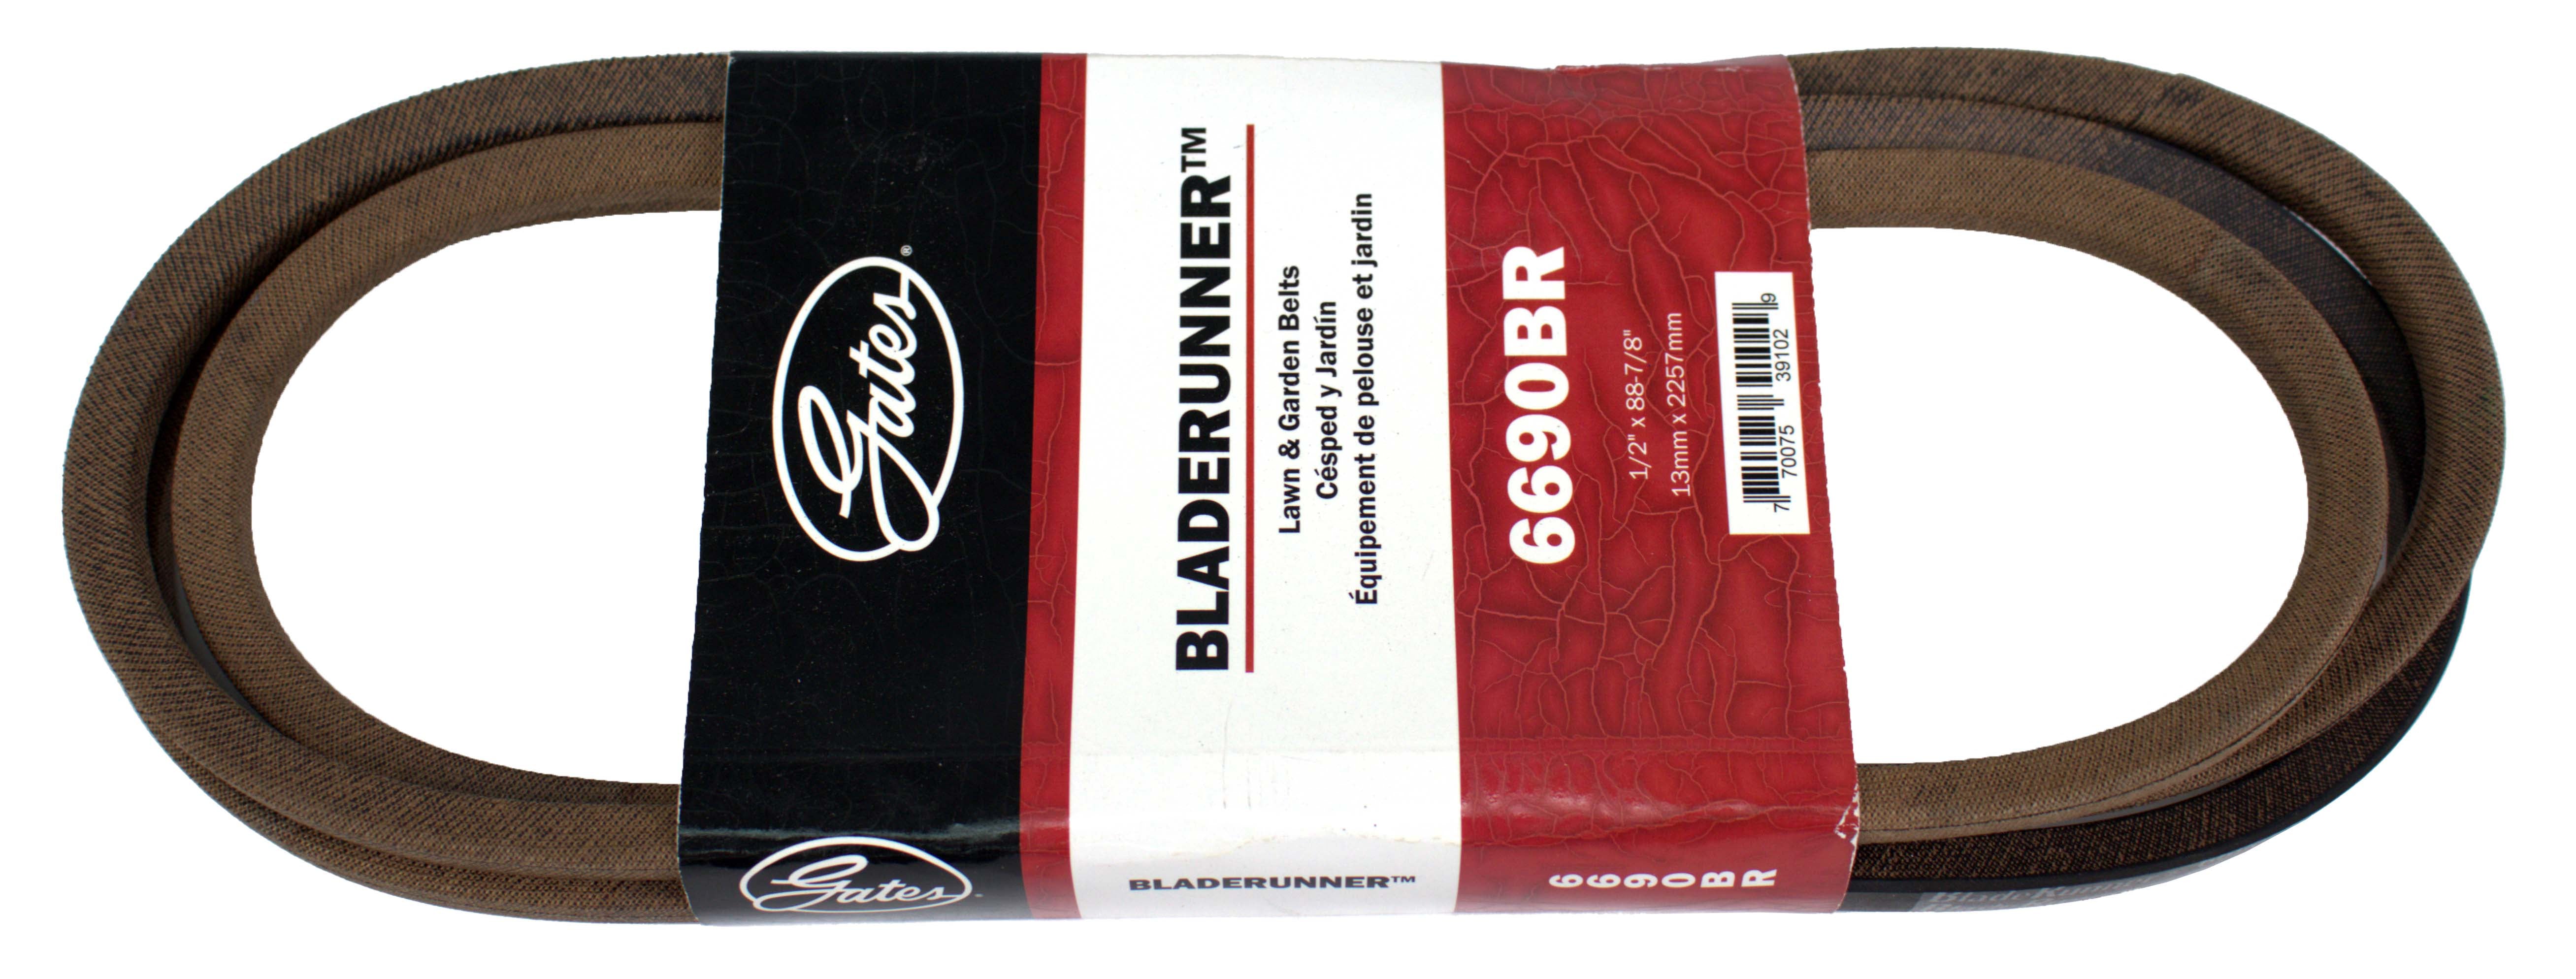 Gates®
BLADERUNNER™
Lawn & Garden Belts
Césped y Jardín
Équipement de pelouse et jardin
6690BR
1/2" x 88-7/8"
13mm x 2257mm
7 70075 39102 9
Gates
BLADERUNNER™
6690BR